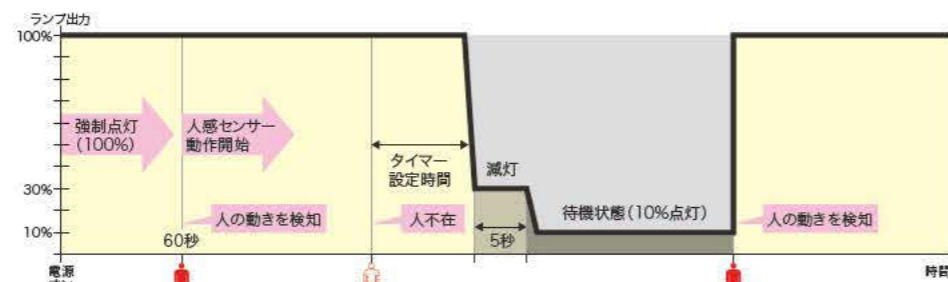 ランプ出力
100%
強制点灯
(100%)
人感センサー
動作開始
タイマー
設定時間
減灯
30%
待機状態(10%点灯)
人の動きを検知
人不在
人の動きを検知
10%
60秒
5秒
電源
オン
時間